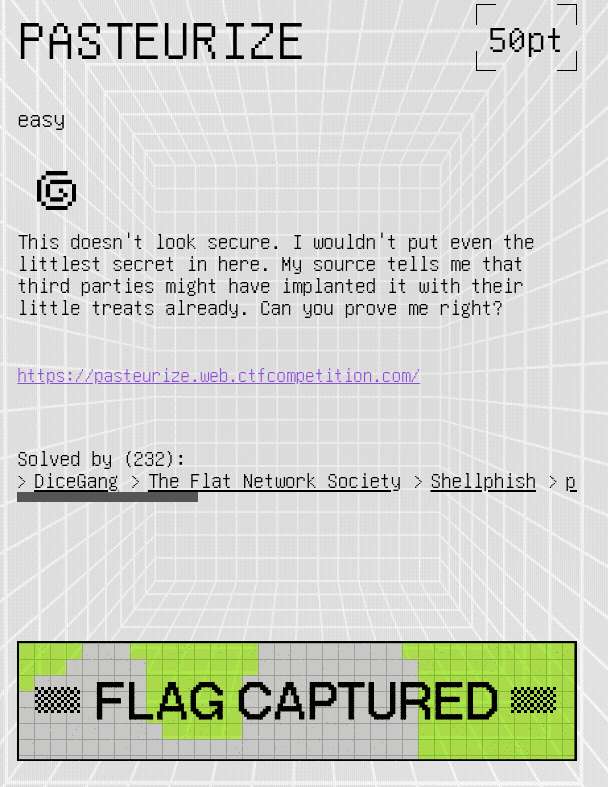 PASTEURIZE
50pt
easy
This doesn't look secure. I wouldn't put even the
littlest secret in here. My source tells me that
third parties might have implanted it with their
little treats already. Can you prove me right?
https://pasteurize.web.ctfcompetition.com/
Solved by (232):
> DiceGang > The Flat Network Society > Shellphish > p
FLAG CAPTURED